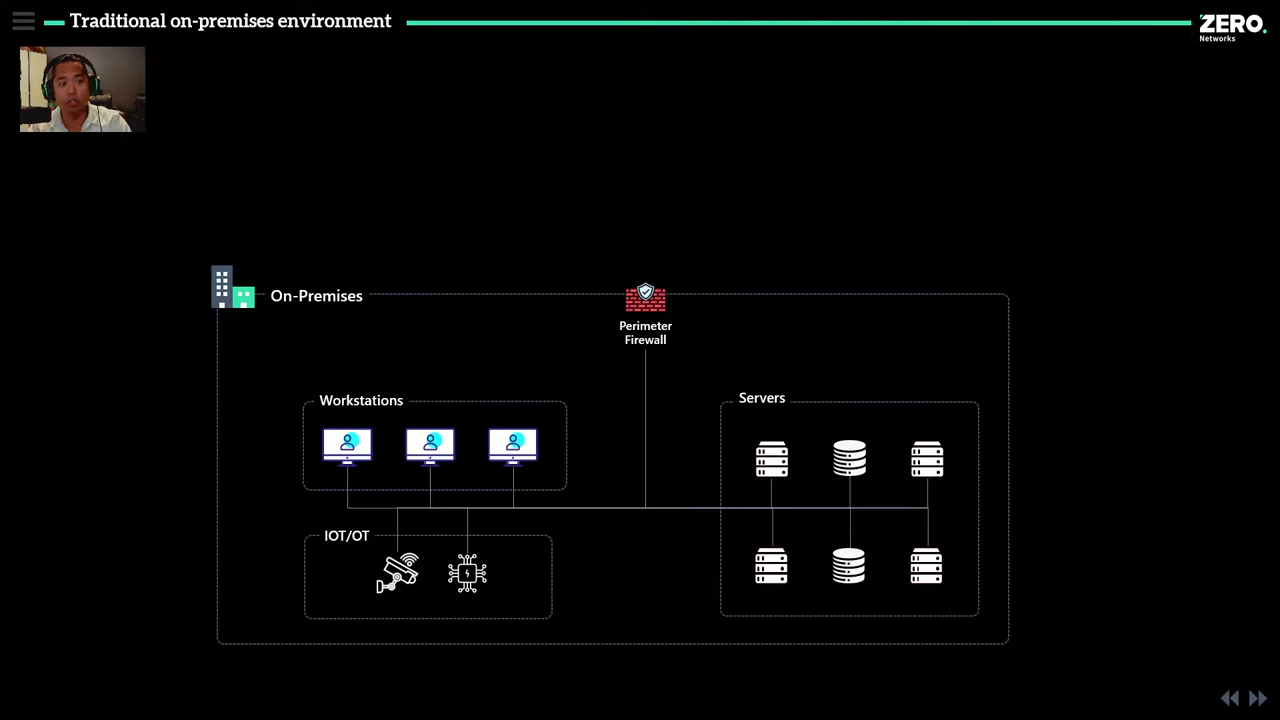 Traditional on-premises environment
ZERO.
Networks
On-Premises
Perimeter
Firewall
Workstations
Servers
IOT/OT